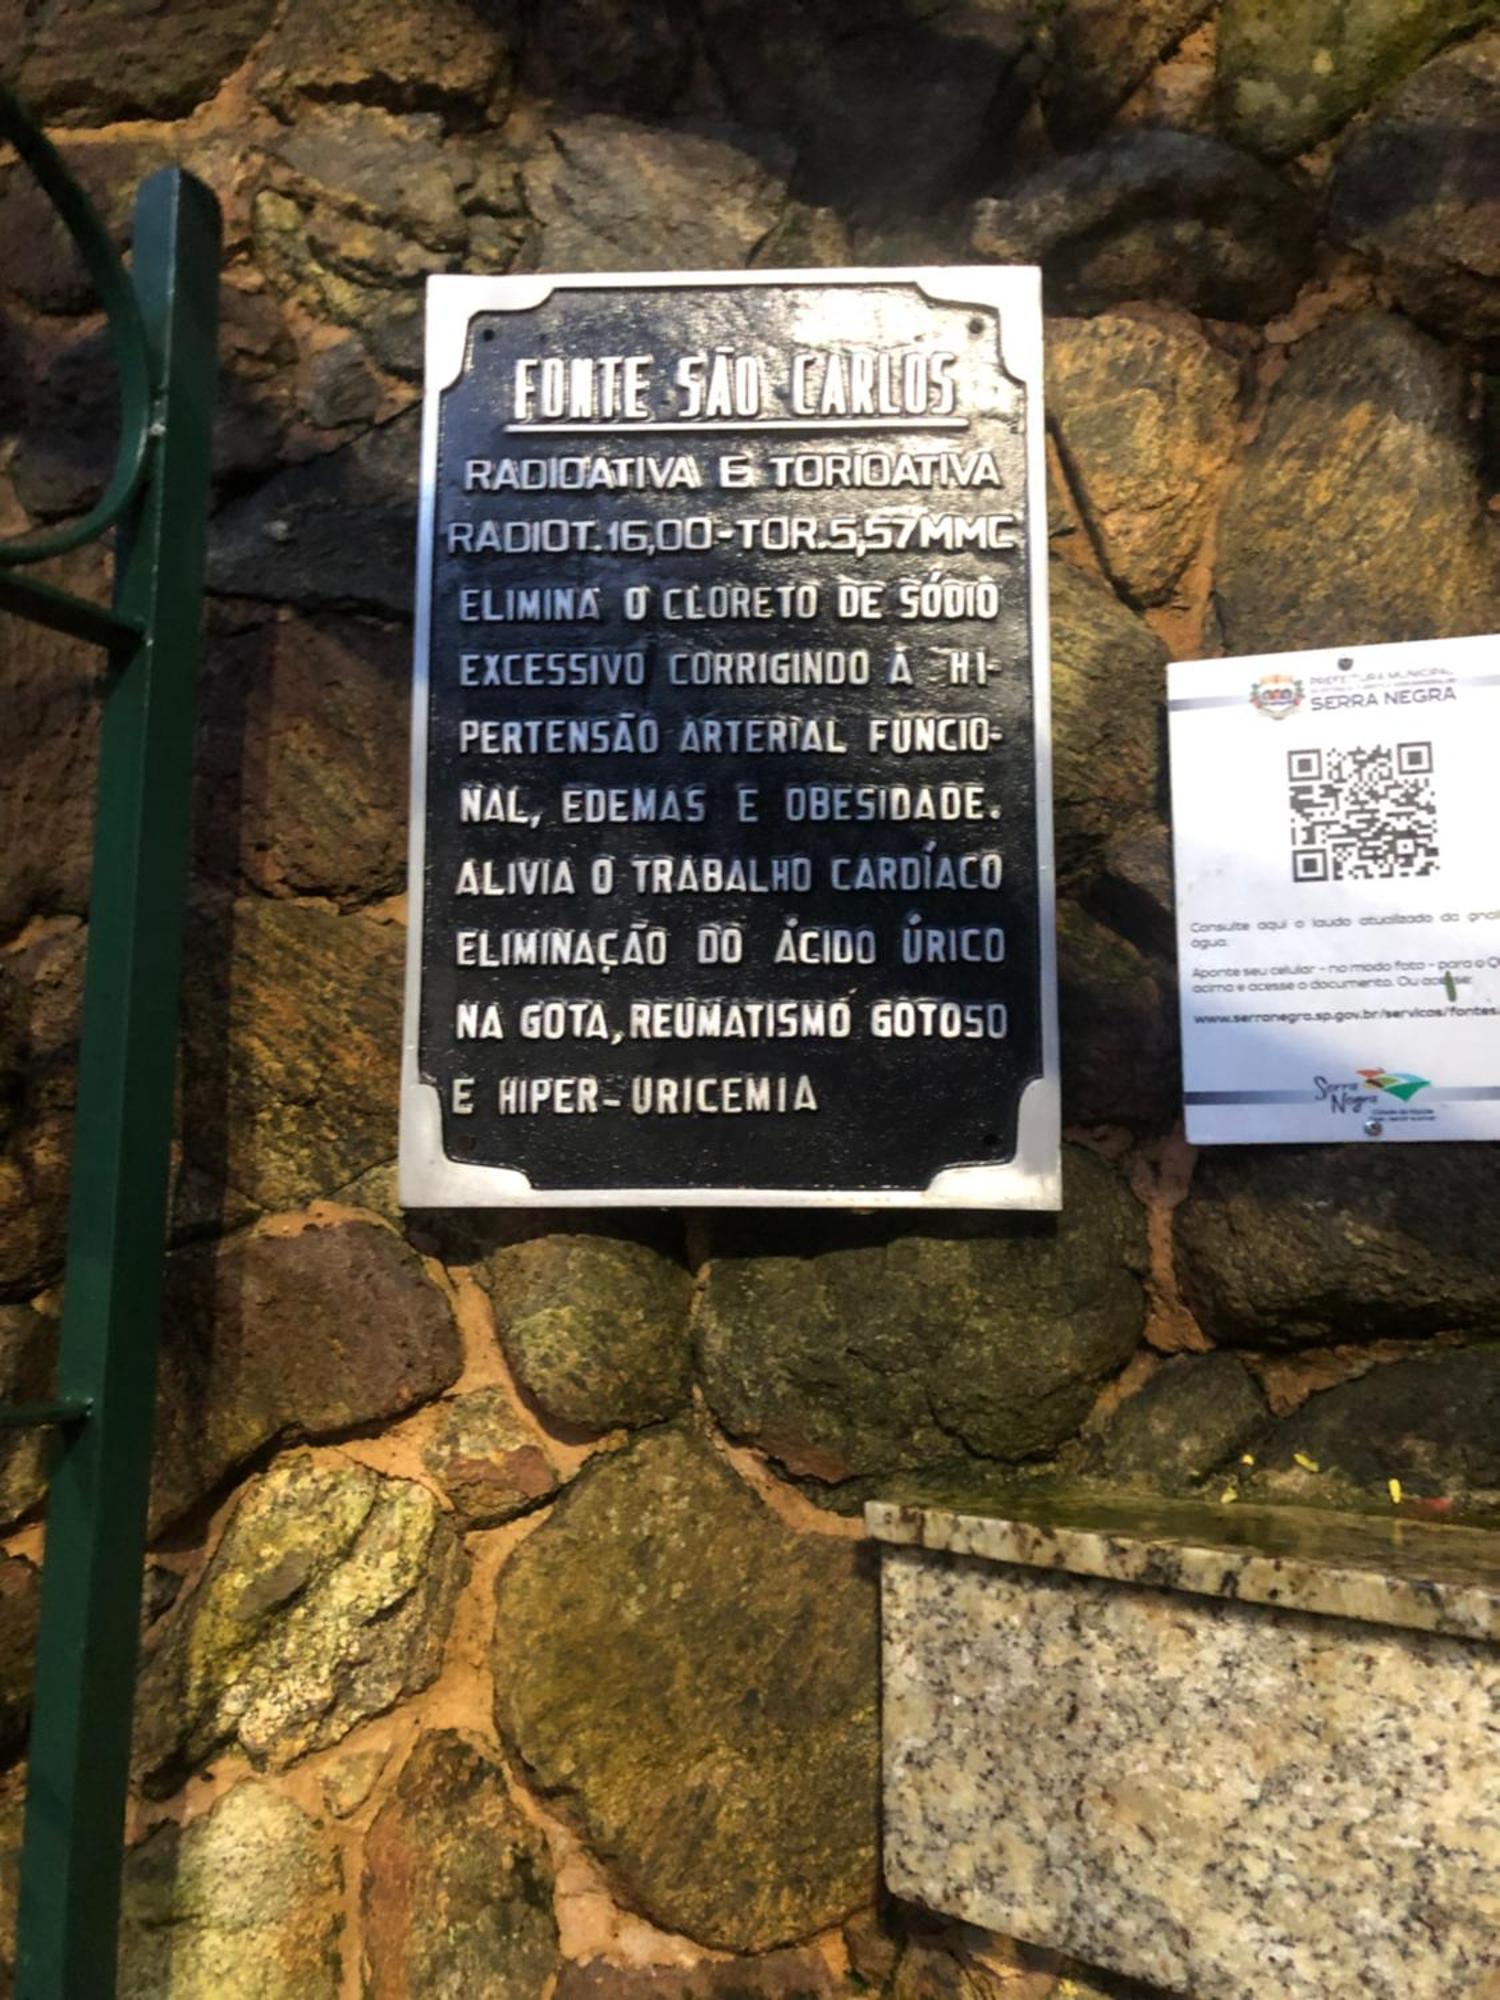 FONTE SÃO CARLOS
RADIOATIVA E TORIOATIVA
RADIOT.16,00-TOR.5,57MMC
ELIMINA O CLORETO DE SÓDIO
EXCESSIVO CORRIGINDO À HI-
PERTENSÃO ARTERIAL FUNCIO-
NAL, EDEMAS E OBESIDADE.
ALIVIA O TRABALHO CARDÍACO
ELIMINAÇÃO DO ÁCIDO ÚRICO
NA GOTA, REUMATISMO GOTOSO
E HIPER-URICEMIA
PREFEITURA MUNICIPAL
SERRA NEGRA
Consulte aqui o laudo atualizado da
água.
Aponte seu celular - no modo foto - para o
acima e acesse o documento. Ou acesse:
www.serranegra.sp.gov.br/servicos/fontes
Serra
Negra